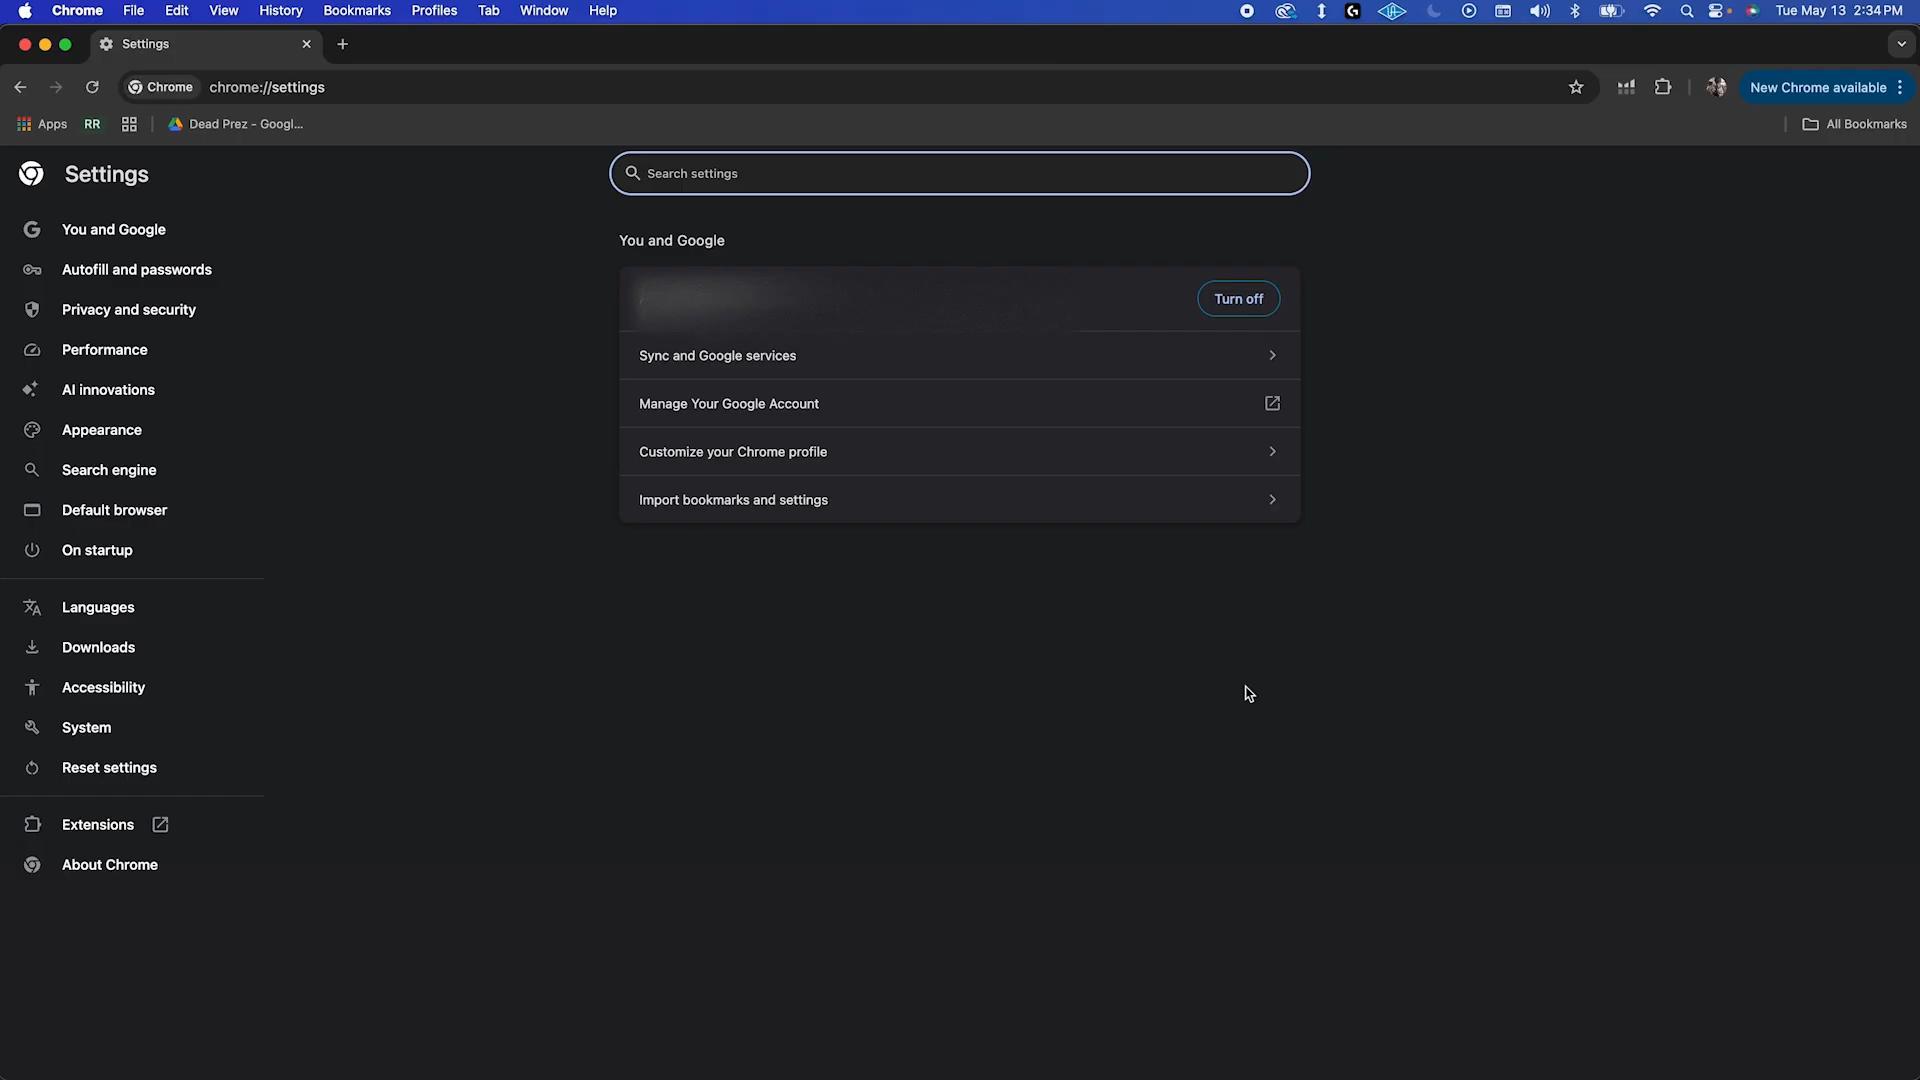 Chrome File Edit View History Bookmarks Profiles Tab Window Help Tue May 13 2:34 PM
Settings
Chrome chrome://settings New Chrome available
Apps RR Dead Prez - Googl... All Bookmarks
Settings
Search settings
You and Google
Autofill and passwords
Privacy and security
Performance
AI innovations
Appearance
Search engine
Default browser
On startup
Languages
Downloads
Accessibility
System
Reset settings
Extensions
About Chrome
You and Google
Turn off
Sync and Google services
Manage Your Google Account
Customize your Chrome profile
Import bookmarks and settings